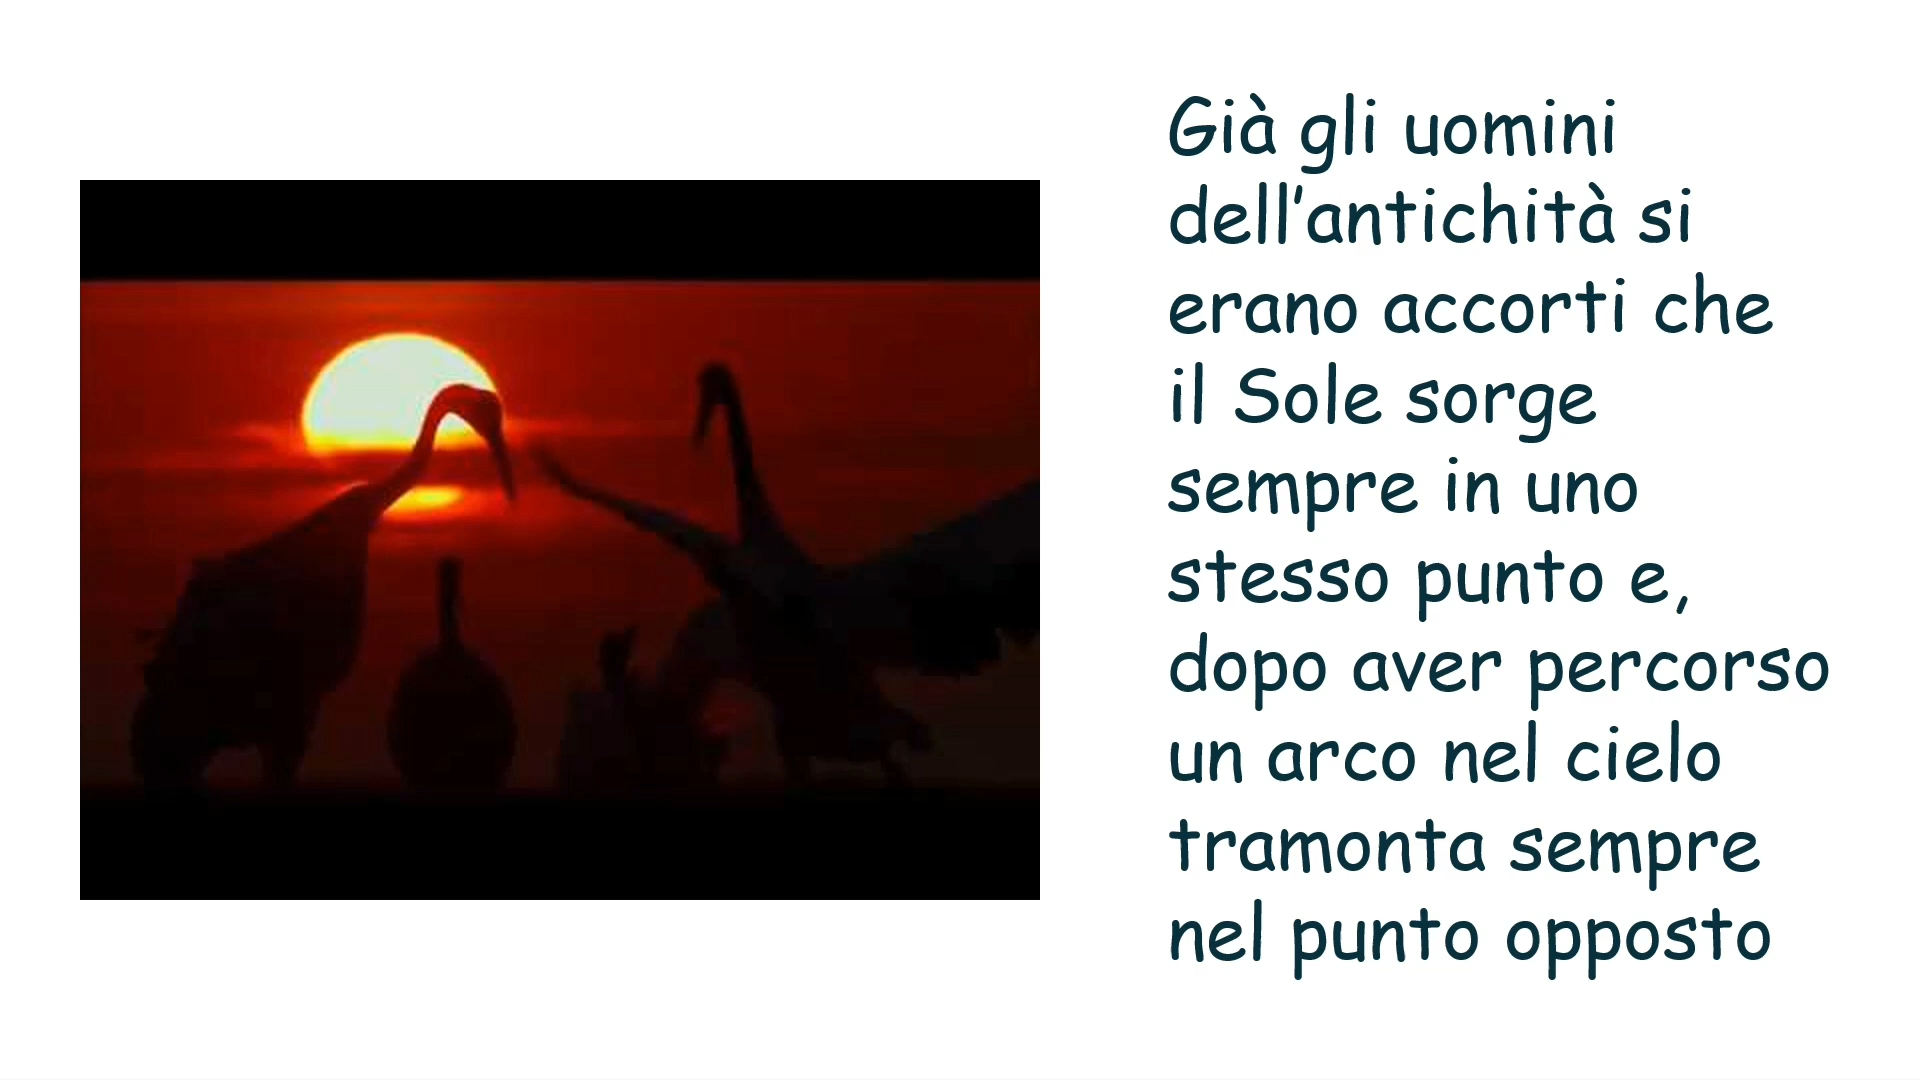 Già gli uomini
dell’antichità si
erano accorti che
il Sole sorge
sempre in uno
stesso punto e,
dopo aver percorso
un arco nel cielo
tramonta sempre
nel punto opposto